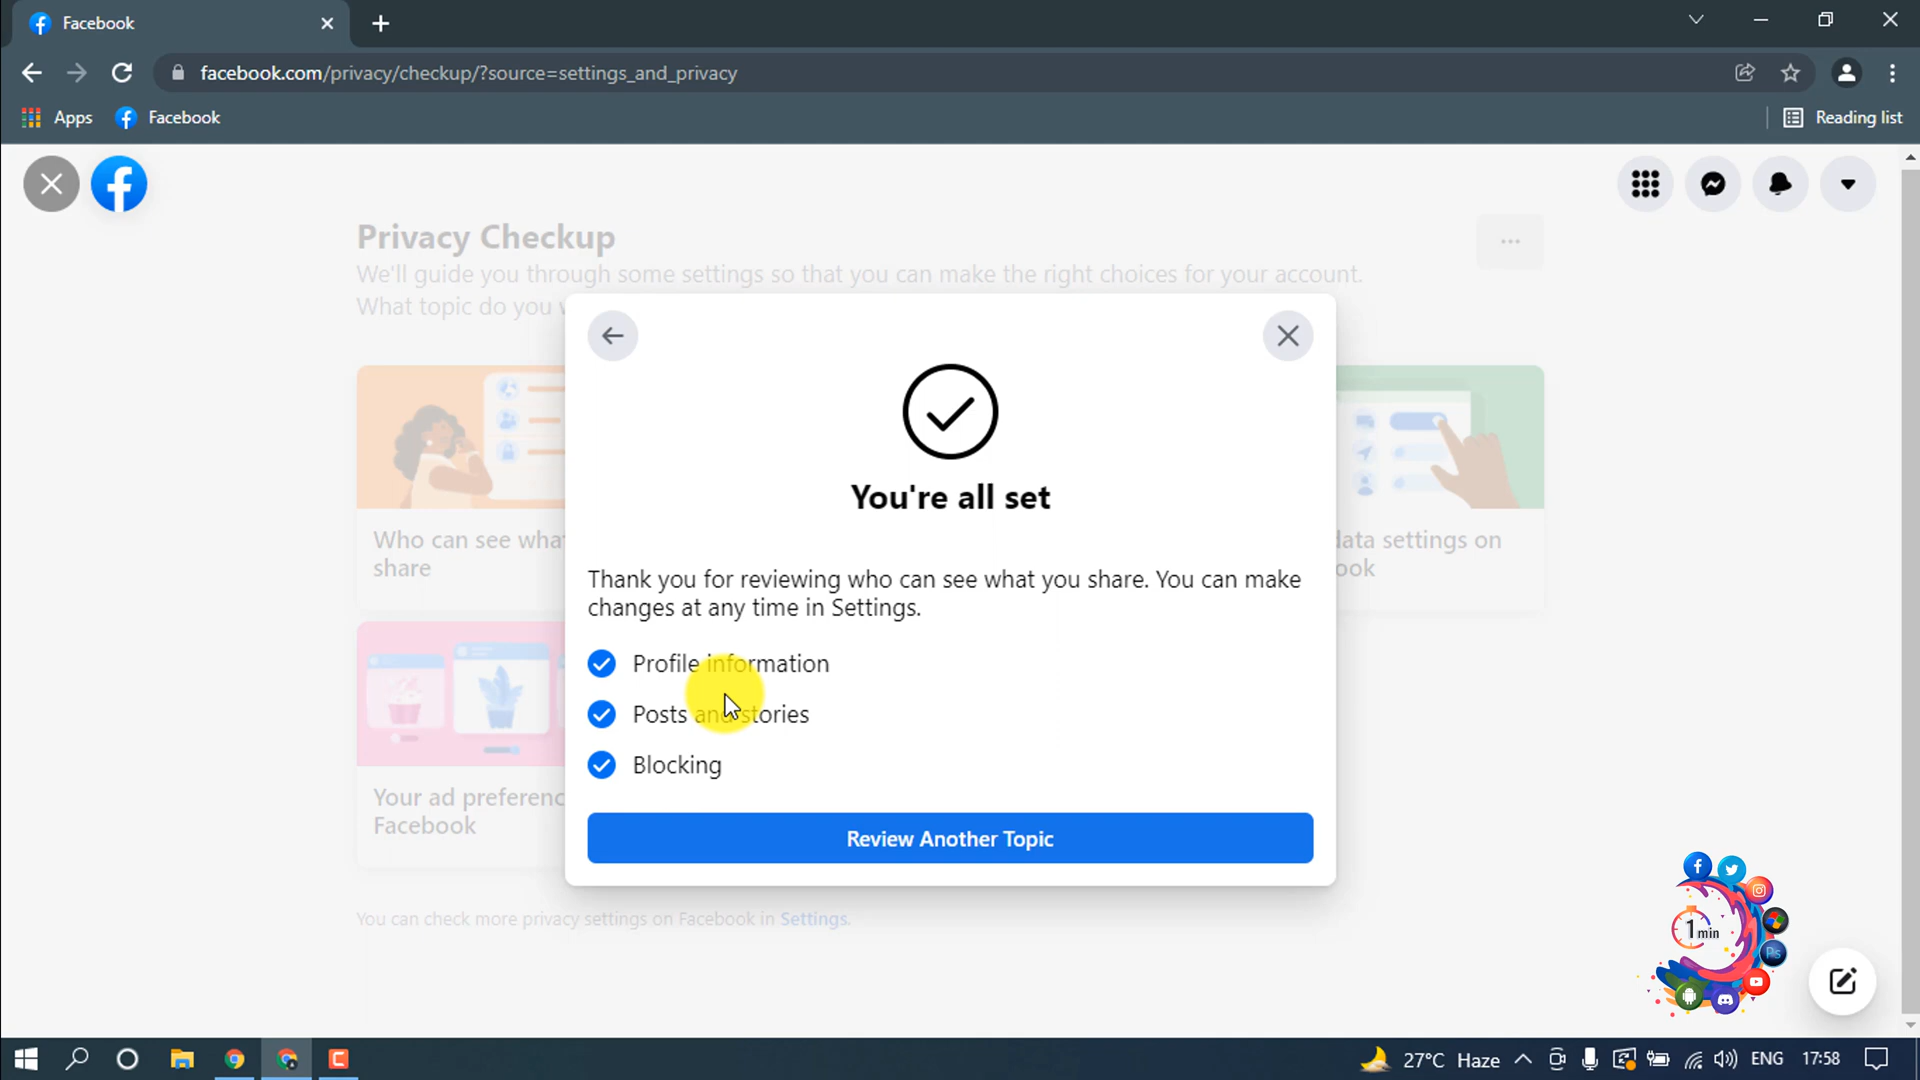 Facebook
facebook.com/privacy/checkup/?source=settings_and_privacy
Apps
Facebook
Reading list
Privacy Checkup
We'll guide you through some settings so that you can make the right choices for your account.
What topic do you
You're all set
Who can see what
share
data settings on
ook
Thank you for reviewing who can see what you share. You can make
changes at any time in Settings.
Profile information
Posts and stories
Blocking
Your ad preferenc
Facebook
Review Another Topic
You can check more privacy settings on Facebook in Settings.
1 min
Ps
27°C Haze
ENG
17:58